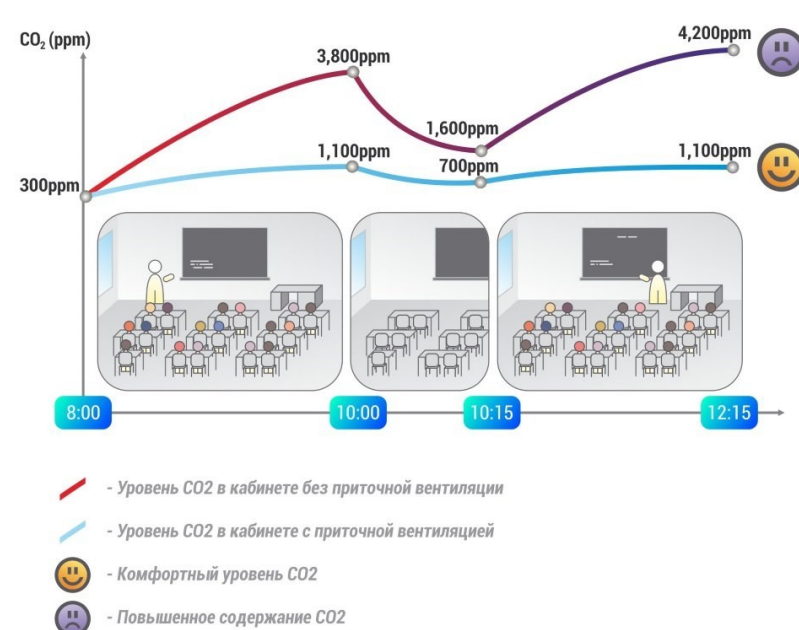 CO₂ (ppm)
4,200ppm
3,800ppm
1,600ppm
1,100ppm
700ppm
1,100ppm
300ppm
8:00
10:00
10:15
12:15
- Уровень CO2 в кабинете без приточной вентиляции
- Уровень CO2 в кабинете с приточной вентиляцией
- Комфортный уровень CO2
- Повышенное содержание CO2